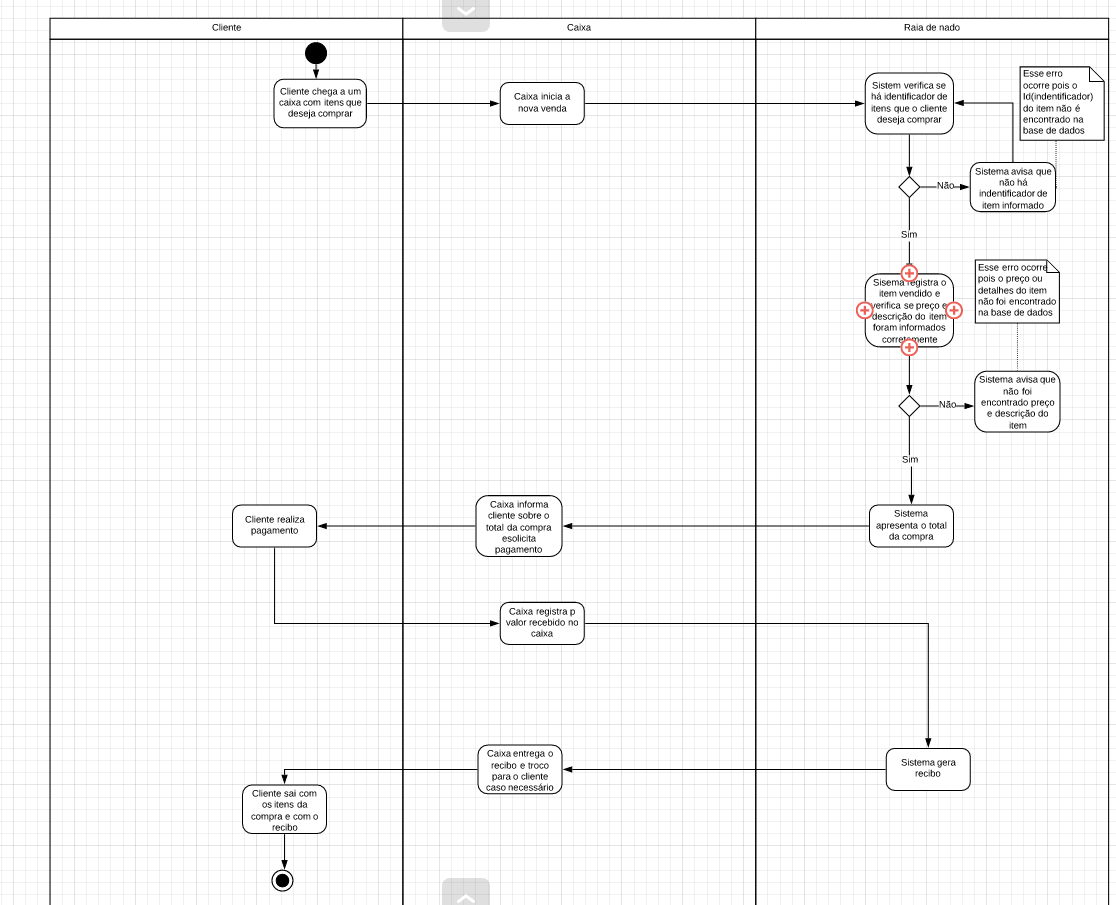 Cliente
Caixa
Raia de nado
Cliente chega a um
caixa com itens que
deseja comprar
Caixa inicia a
nova venda
Sistem verifica se
há identificador de
itens que o cliente
deseja comprar
Esse erro
ocorre pois o
Id(indentificador)
do item não é
encontrado na
base de dados
Não
Sistema avisa que
não há
indentificador de
item informado
Sim
Sisema registra o
item vendido e
verifica se preço e
descrição do item
foram informados
corretamente
Esse erro ocorre
pois o preço ou
detalhes do item
não foi encontrado
na base de dados
Não
Sistema avisa que
não foi
encontrado preço
e descrição do
item
Sim
Cliente realiza
pagamento
Caixa informa
cliente sobre o
total da compra
esolicita
pagamento
Sistema
apresenta o total
da compra
Caixa registra p
valor recebido no
caixa
Caixa entrega o
recibo e troco
para o cliente
caso necessário
Sistema gera
recibo
Cliente sai com
os itens da
compra e com o
recibo